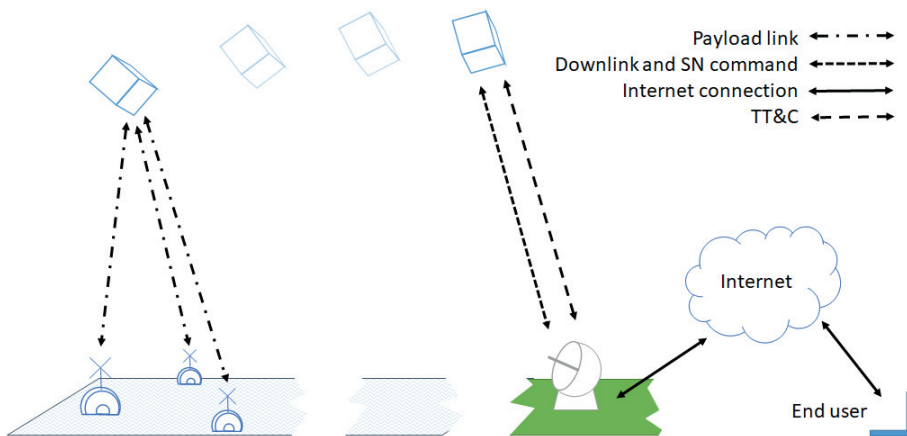 Payload link
Downlink and SN command
Internet connection
TT&C
Internet
End user